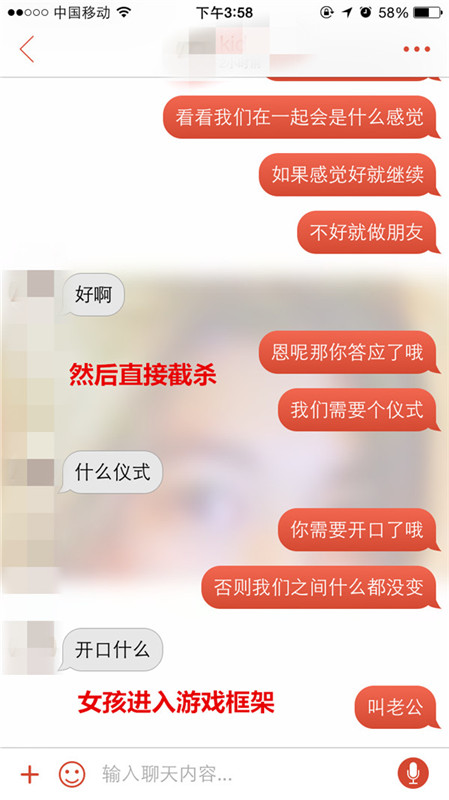 中国移动
下午3:58
58%
看看我们在一起会是什么感觉
如果感觉好就继续
不好就做朋友
好啊
恩呢那你答应了哦
然后直接截杀
我们需要个仪式
什么仪式
你需要开口了哦
否则我们之间什么都没变
开口什么
女孩进入游戏框架
叫老公
输入聊天内容...